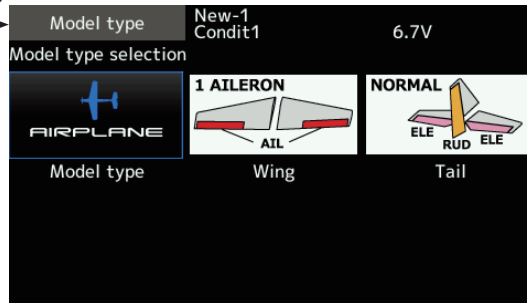 Model type
New-1
Condit1
6.7V
Model type selection
AIRPLANE
1 AILERON
AIL
NORMAL
ELE
RUD
ELE
Model type
Wing
Tail